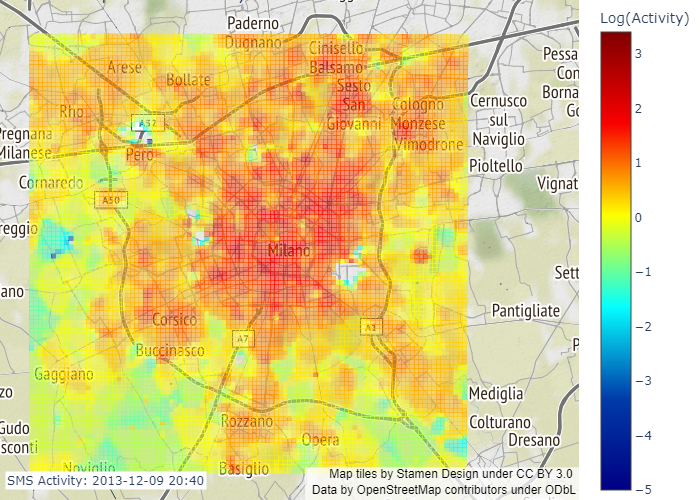 Paderno
Dugnano
Cinisello
Balsamo
Log(Activity)
Arese
Bollate
Sesto
San
Giovanni
Pessa
Con
Borna
Go
Rho
A52
Cologno
Monzese
Cernusco
sul
Naviglio
Pregnana
Milanese
Pero
Vimodrone
Pioltello
Cornaredo
Vignat
A50
reggio
Milano
Sett
ano
Pantigliate
Corsico
A7
A1
Buccinasco
P
Gaggiano
zo
Mediglia
Rozzano
Colturano
Gudo
sconti
Opera
Dresano
Noviglio
Basiglio
SMS Activity: 2013-12-09 20:40
Map tiles by Stamen Design under CC BY 3.0
Data by OpenStreetMap contributors under ODbL
3
2
1
0
−1
−2
−3
−4
−5